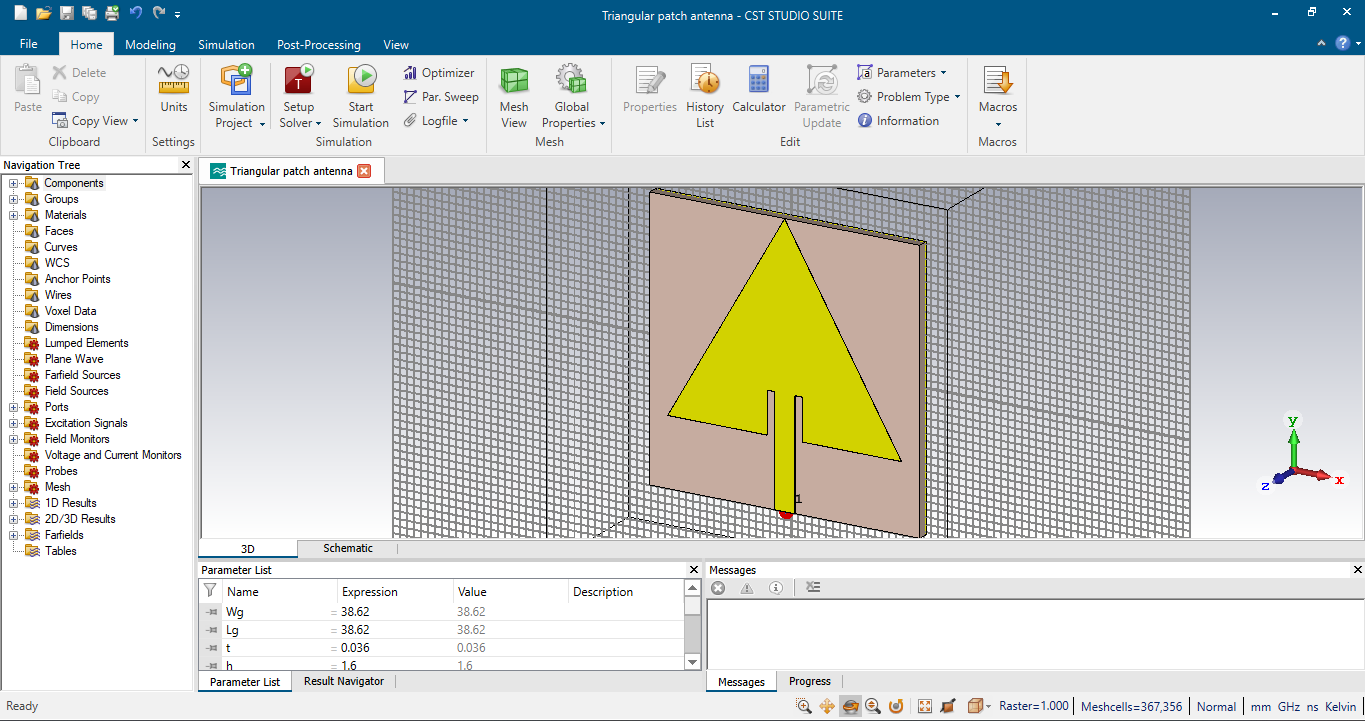 Triangular patch antenna - CST STUDIO SUITE
File Home Modeling Simulation Post-Processing View
Paste
Delete
Copy
Copy View
Clipboard
Units
Settings
Simulation Project
Setup Solver
Start Simulation
Optimizer
Par. Sweep
Logfile
Simulation
Mesh View
Global Properties
Mesh
Properties
History List
Calculator
Parametric Update
Parameters
Problem Type
Information
Edit
Macros
Macros
Navigation Tree
Components
Groups
Materials
Faces
Curves
WCS
Anchor Points
Wires
Voxel Data
Dimensions
Lumped Elements
Plane Wave
Farfield Sources
Field Sources
Ports
Excitation Signals
Field Monitors
Voltage and Current Monitors
Probes
Mesh
1D Results
2D/3D Results
Farfields
Tables
Triangular patch antenna
1
y
x
z
3D Schematic
Parameter List
Name Expression Value Description
Wg = 38.62 38.62
Lg = 38.62 38.62
t = 0.036 0.036
h = 1.6 1.6
Parameter List Result Navigator
Messages
Messages Progress
Ready
Raster=1.000 Meshcells=367,356 Normal mm GHz ns Kelvin